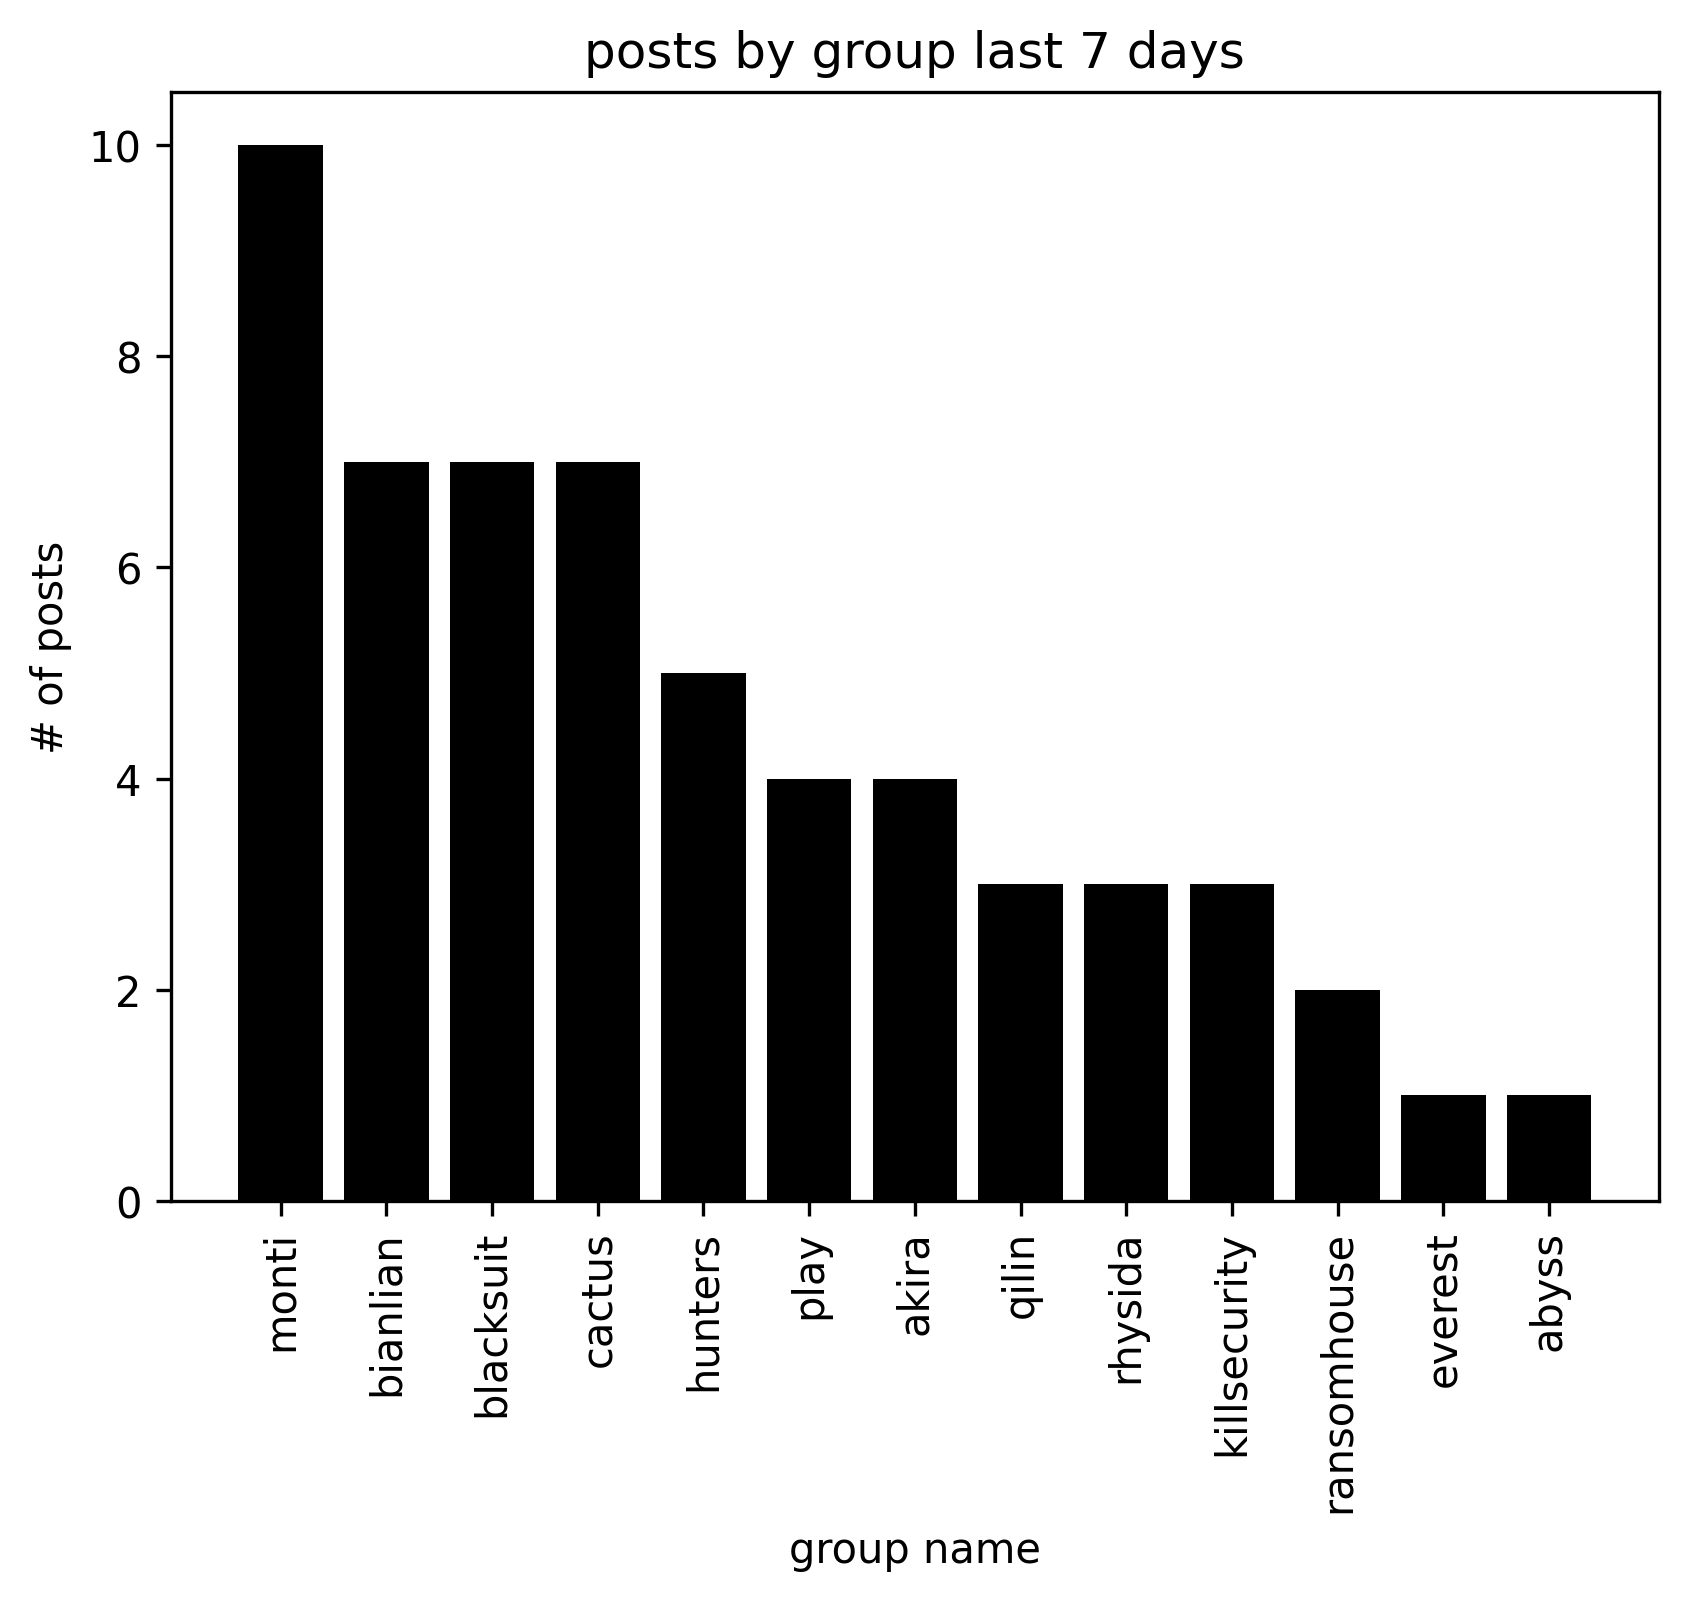 posts by group last 7 days
10
8
6
4
2
0
# of posts
monti
bianlian
blacksuit
cactus
hunters
play
akira
qilin
rhysida
killsecurity
ransomhouse
everest
abyss
group name